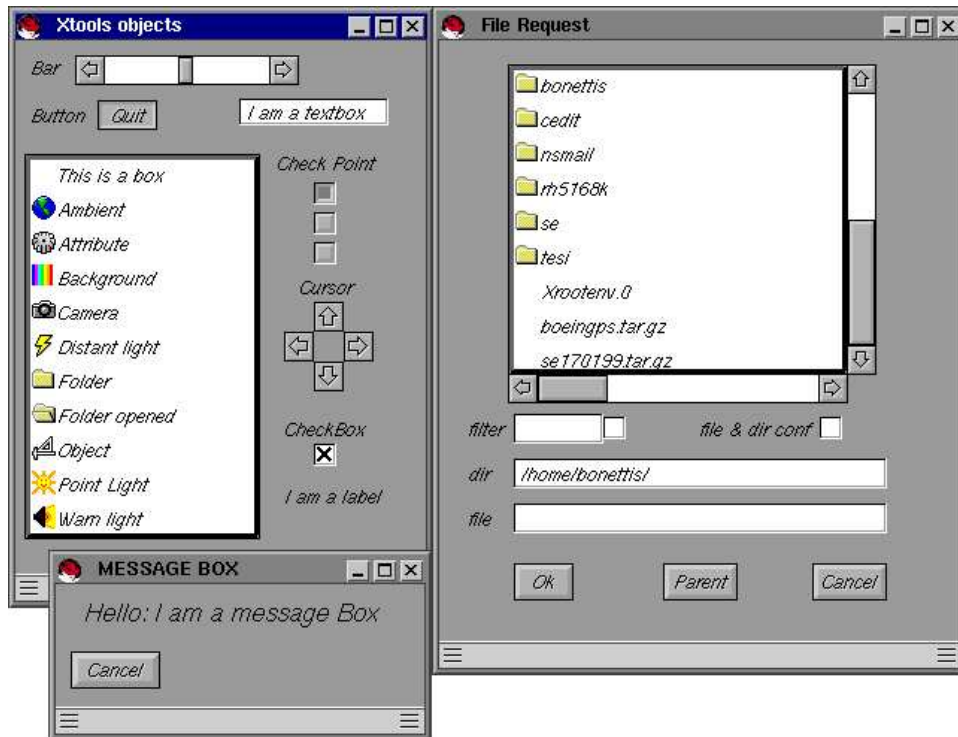 Xtools objects
Bar
Button Quit I am a textbox
This is a box
Ambient
Attribute
Background
Camera
Distant light
Folder
Folder opened
Object
Point Light
Warn light
Check Point
Cursor
CheckBox
I am a label
MESSAGE BOX
Hello: I am a message Box
Cancel
File Request
bonettis
cedit
nsmail
rh5168k
se
tesi
Xrootenv.0
boeingps.tar.gz
se170199.tar.gz
filter file & dir conf
dir /home/bonettis/
file
Ok Parent Cancel